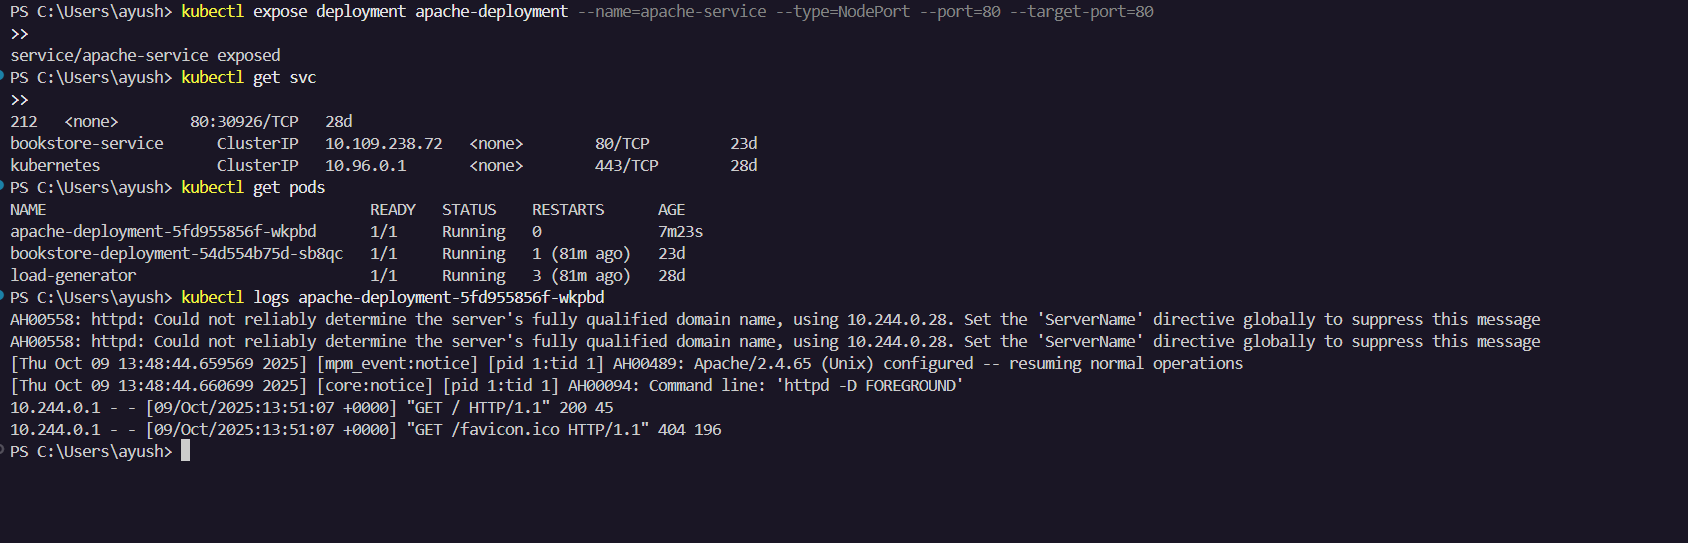 PS C:\Users\ayush> kubectl expose deployment apache-deployment --name=apache-service --type=NodePort --port=80 --target-port=80
>>
service/apache-service exposed
PS C:\Users\ayush> kubectl get svc
>>
212   <none>        80:30926/TCP   28d
bookstore-service      ClusterIP   10.109.238.72   <none>        80/TCP         23d
kubernetes             ClusterIP   10.96.0.1       <none>        443/TCP        28d
PS C:\Users\ayush> kubectl get pods
NAME                                    READY   STATUS    RESTARTS      AGE
apache-deployment-5fd955856f-wkpbd      1/1     Running   0             7m23s
bookstore-deployment-54d554b75d-sb8qc   1/1     Running   1 (81m ago)   23d
load-generator                          1/1     Running   3 (81m ago)   28d
PS C:\Users\ayush> kubectl logs apache-deployment-5fd955856f-wkpbd
AH00558: httpd: Could not reliably determine the server's fully qualified domain name, using 10.244.0.28. Set the 'ServerName' directive globally to suppress this message
AH00558: httpd: Could not reliably determine the server's fully qualified domain name, using 10.244.0.28. Set the 'ServerName' directive globally to suppress this message
[Thu Oct 09 13:48:44.659569 2025] [mpm_event:notice] [pid 1:tid 1] AH00489: Apache/2.4.65 (Unix) configured -- resuming normal operations
[Thu Oct 09 13:48:44.660699 2025] [core:notice] [pid 1:tid 1] AH00094: Command line: 'httpd -D FOREGROUND'
10.244.0.1 - - [09/Oct/2025:13:51:07 +0000] "GET / HTTP/1.1" 200 45
10.244.0.1 - - [09/Oct/2025:13:51:07 +0000] "GET /favicon.ico HTTP/1.1" 404 196
PS C:\Users\ayush>